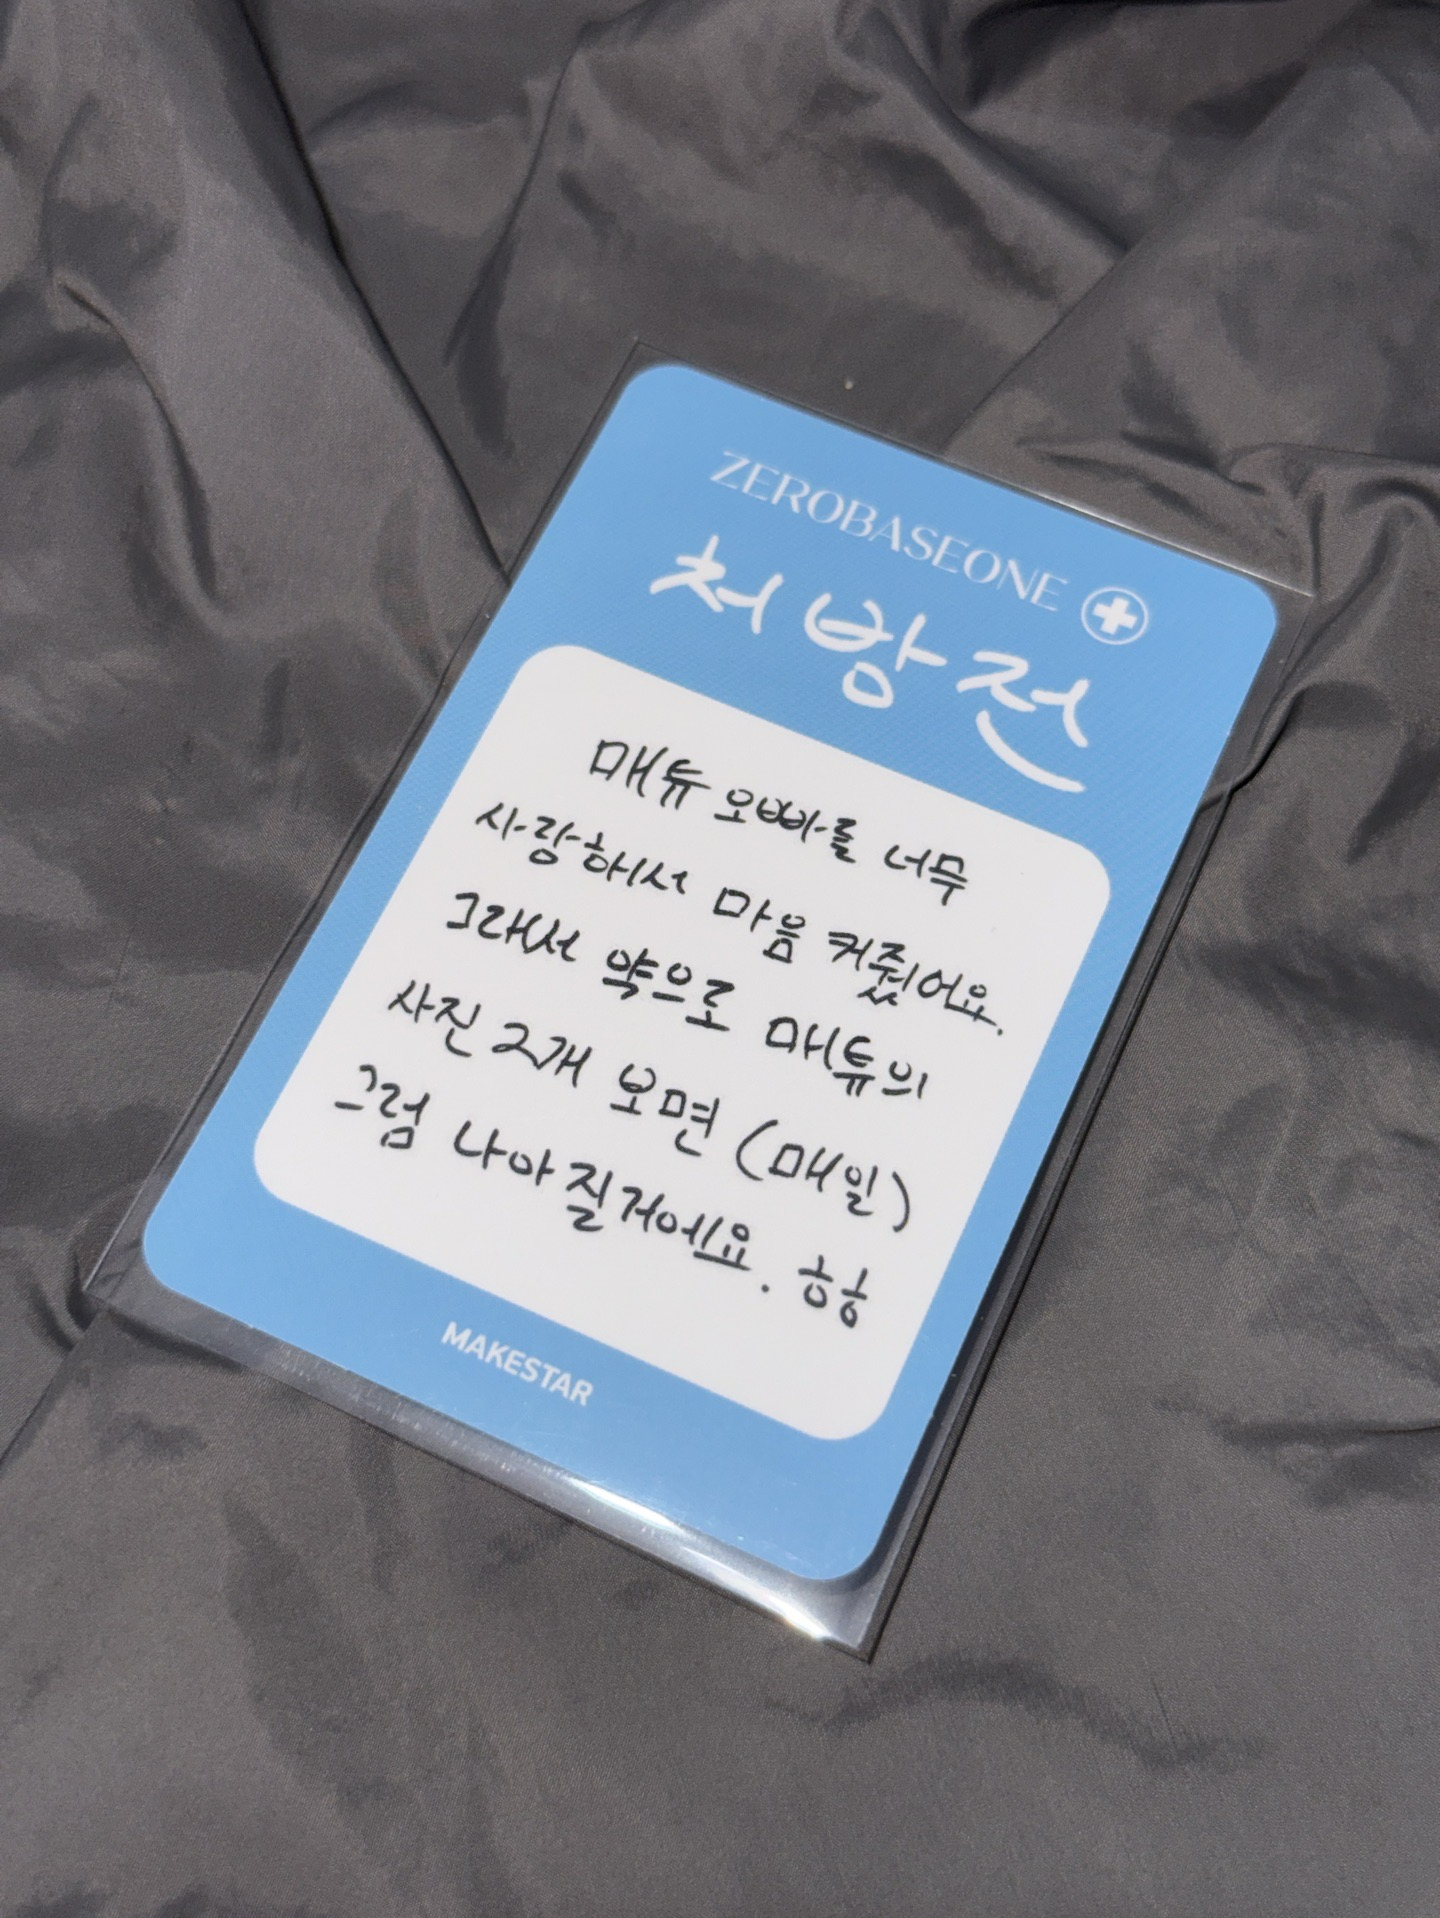 ZEROBASEONE
처방전
매튜 오빠를 너무
사랑해서 마음 커줬어요.
그래서 약으로 매튜의
사진 2개 보면 (매일)
그럼 나아질거에요. 힝
MAKESTAR